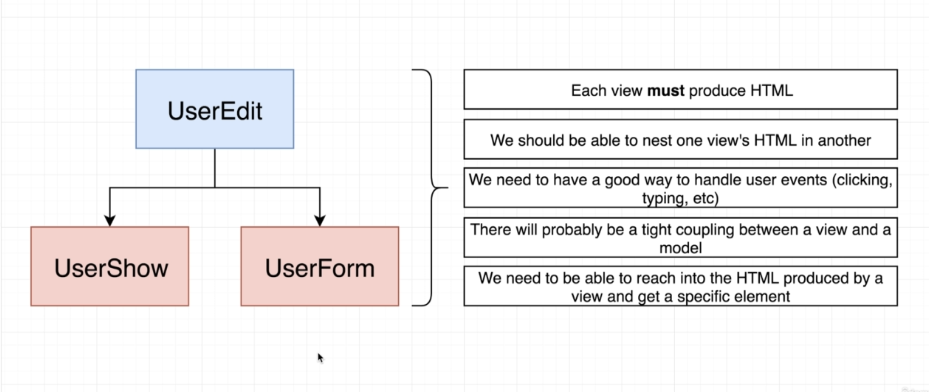 UserEdit
UserShow
UserForm
Each view must produce HTML
We should be able to nest one view's HTML in another
We need to have a good way to handle user events (clicking,
typing, etc)
There will probably be a tight coupling between a view and a
model
We need to be able to reach into the HTML produced by a
view and get a specific element